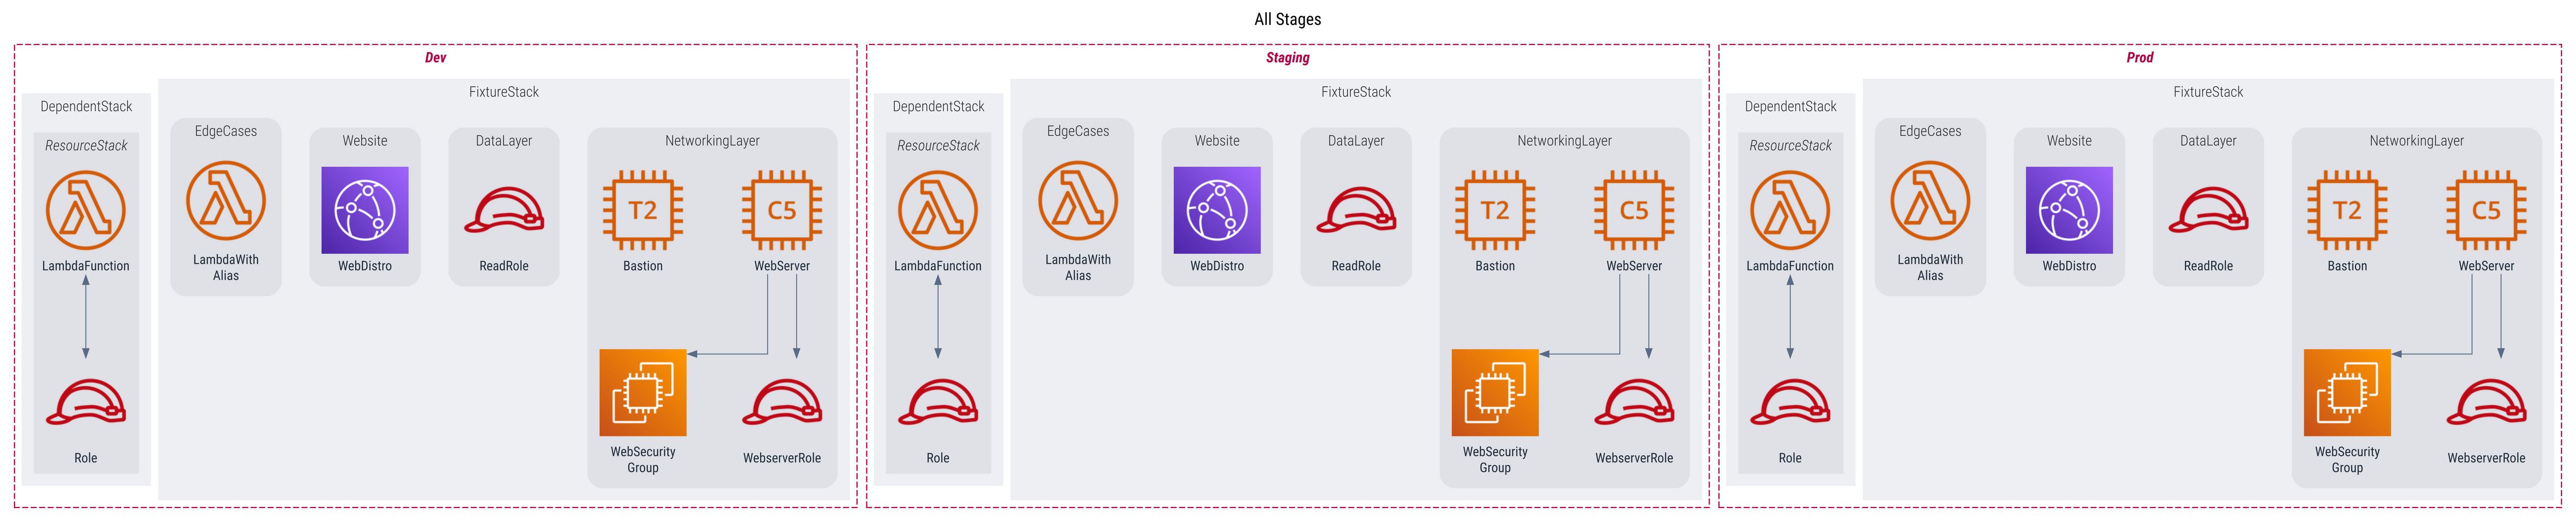 All Stages
Dev
DependentStack
ResourceStack
LambdaFunction
Role
FixtureStack
EdgeCases
LambdaWith
Alias
Website
WebDistro
DataLayer
ReadRole
NetworkingLayer
T2
Bastion
C5
WebServer
WebSecurity
Group
WebserverRole
Staging
DependentStack
ResourceStack
LambdaFunction
Role
FixtureStack
EdgeCases
LambdaWith
Alias
Website
WebDistro
DataLayer
ReadRole
NetworkingLayer
T2
Bastion
C5
WebServer
WebSecurity
Group
WebserverRole
Prod
DependentStack
ResourceStack
LambdaFunction
Role
FixtureStack
EdgeCases
LambdaWith
Alias
Website
WebDistro
DataLayer
ReadRole
NetworkingLayer
T2
Bastion
C5
WebServer
WebSecurity
Group
WebserverRole